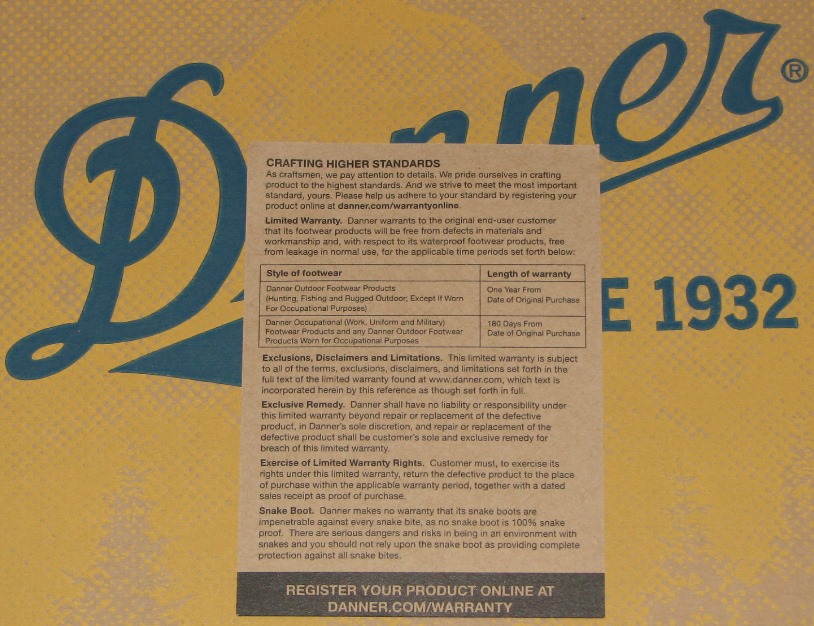 Danner®
E 1932
CRAFTING HIGHER STANDARDS
As craftsmen, we pay attention to details. We pride ourselves in crafting
product to the highest standards. And we strive to meet the most important
standard, yours. Please help us adhere to your standard by registering your
product online at danner.com/warrantyonline.
Limited Warranty. Danner warrants to the original end-user customer
that its footwear products will be free from defects in materials and
workmanship and, with respect to its waterproof footwear products, free
from leakage in normal use, for the applicable time periods set forth below:
Style of footwear Length of warranty
Danner Outdoor Footwear Products One Year From
(Hunting, Fishing and Rugged Outdoor; Except If Worn Date of Original Purchase
For Occupational Purposes)
Danner Occupational (Work, Uniform and Military) 180 Days From
Footwear Products and any Danner Outdoor Footwear Date of Original Purchase
Products Worn for Occupational Purposes
Exclusions, Disclaimers and Limitations. This limited warranty is subject
to all of the terms, exclusions, disclaimers, and limitations set forth in the
full text of the limited warranty found at www.danner.com, which text is
incorporated herein by this reference as though set forth in full.
Exclusive Remedy. Danner shall have no liability or responsibility under
this limited warranty beyond repair or replacement of the defective
product, in Danner's sole discretion, and repair or replacement of the
defective product shall be customer's sole and exclusive remedy for
breach of this limited warranty.
Exercise of Limited Warranty Rights. Customer must, to exercise its
rights under this limited warranty, return the defective product to the place
of purchase within the applicable warranty period, together with a dated
sales receipt as proof of purchase.
Snake Boot. Danner makes no warranty that its snake boots are
impenetrable against every snake bite, as no snake boot is 100% snake
proof. There are serious dangers and risks in being in an environment with
snakes and you should not rely upon the snake boot as providing complete
protection against all snake bites.
REGISTER YOUR PRODUCT ONLINE AT
DANNER.COM/WARRANTY